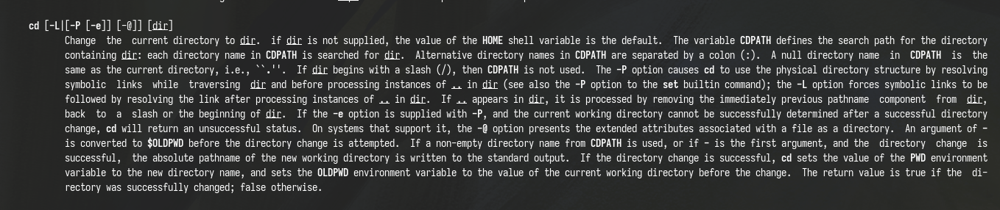 cd [-L|[-P [-e]] [-@]] [dir]
Change the current directory to dir. if dir is not supplied, the value of the HOME shell variable is the default. The variable CDPATH defines the search path for the directory
containing dir: each directory name in CDPATH is searched for dir. Alternative directory names in CDPATH are separated by a colon (:). A null directory name in CDPATH is the
same as the current directory, i.e., ``.''. If dir begins with a slash (/), then CDPATH is not used. The -P option causes cd to use the physical directory structure by resolving
symbolic links while traversing dir and before processing instances of .. in dir (see also the -P option to the set builtin command); the -L option forces symbolic links to be
followed by resolving the link after processing instances of .. in dir. If .. appears in dir, it is processed by removing the immediately previous pathname component from dir,
back to a slash or the beginning of dir. If the -e option is supplied with -P, and the current working directory cannot be successfully determined after a successful directory
change, cd will return an unsuccessful status. On systems that support it, the -@ option presents the extended attributes associated with a file as a directory. An argument of -
is converted to $OLDPWD before the directory change is attempted. If a non-empty directory name from CDPATH is used, or if - is the first argument, and the directory change is
successful, the absolute pathname of the new working directory is written to the standard output. If the directory change is successful, cd sets the value of the PWD environment
variable to the new directory name, and sets the OLDPWD environment variable to the value of the current working directory before the change. The return value is true if the di-
rectory was successfully changed; false otherwise.